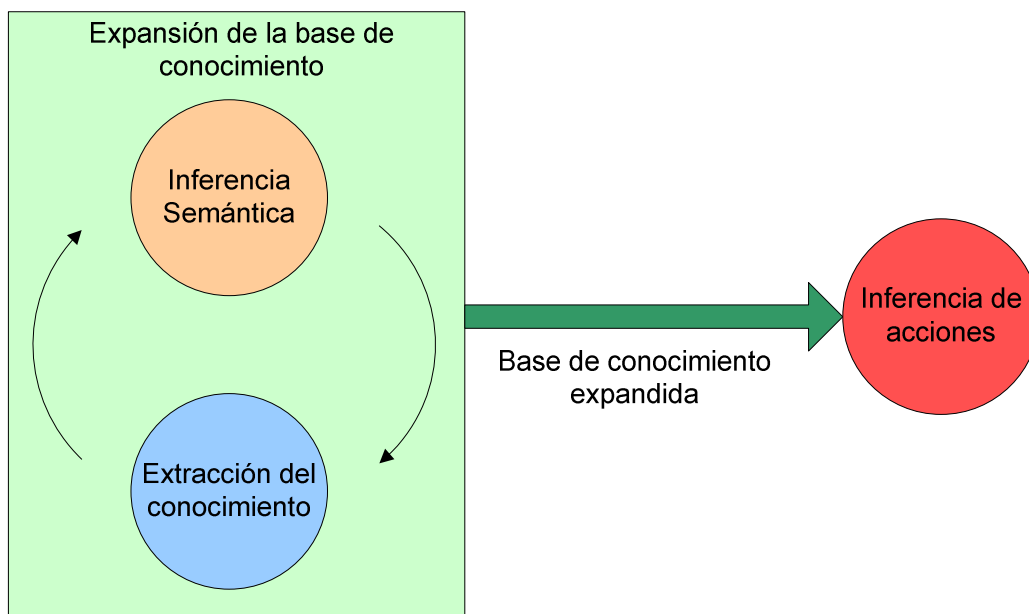 Expansión de la base de
conocimiento
Inferencia
Semántica
Extracción del
conocimiento
Base de conocimiento
expandida
Inferencia de
acciones